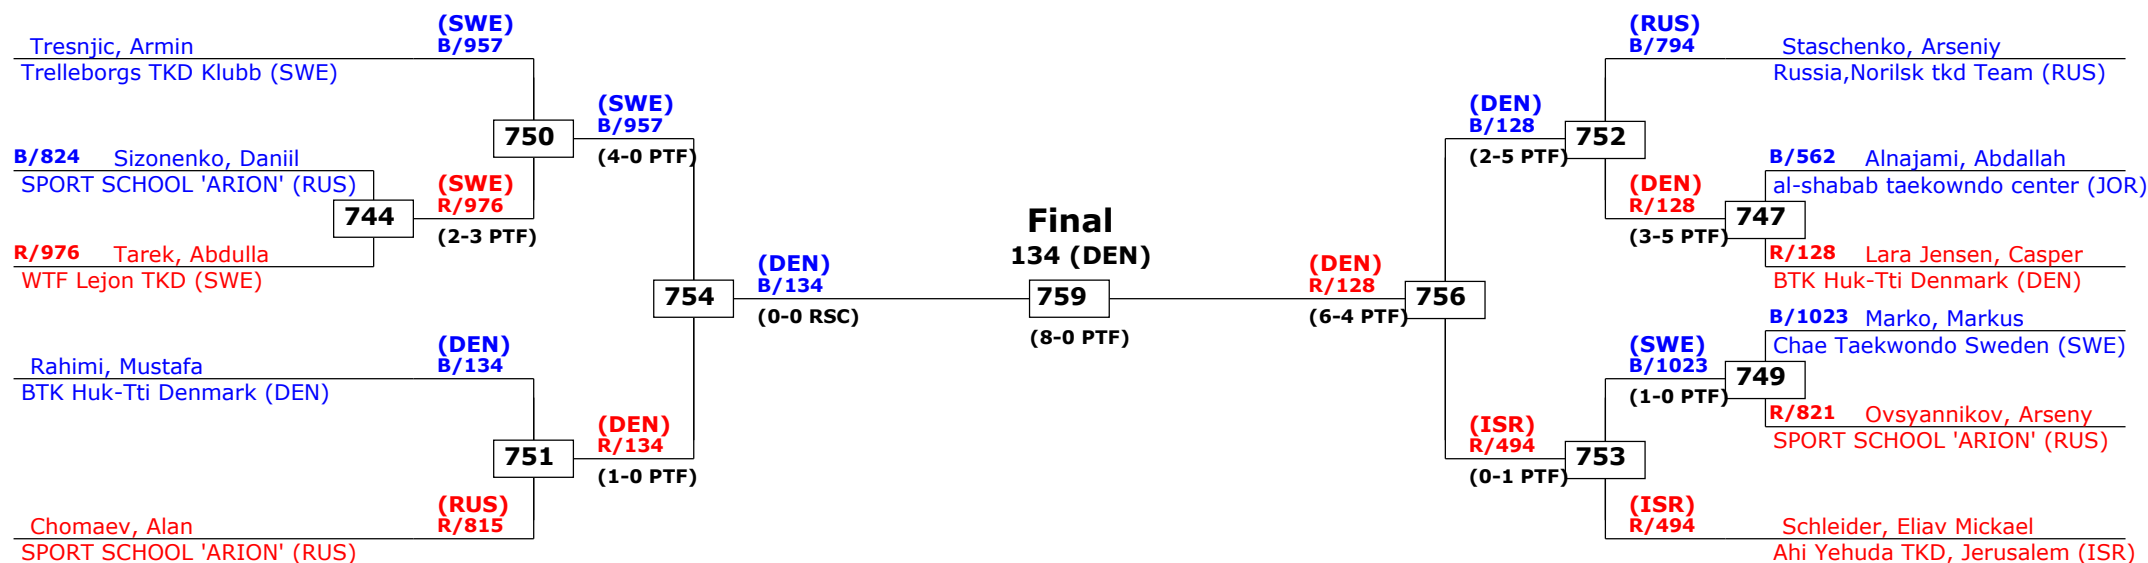 (SWE)
B/957
Tresnjic, Armin
Trelleborgs TKD Klubb (SWE)
750
(SWE)
B/957
(4-0 PTF)
B/824 Sizonenko, Daniil
SPORT SCHOOL 'ARION' (RUS)
744
(SWE)
R/976
(2-3 PTF)
R/976 Tarek, Abdulla
WTF Lejon TKD (SWE)
754
(DEN)
B/134
(0-0 RSC)
(DEN)
B/134
Rahimi, Mustafa
BTK Huk-Tti Denmark (DEN)
751
(DEN)
R/134
(1-0 PTF)
(RUS)
R/815
Chomaev, Alan
SPORT SCHOOL 'ARION' (RUS)
Final
134 (DEN)
759
(8-0 PTF)
(RUS)
B/794
Staschenko, Arseniy
Russia,Norilsk tkd Team (RUS)
(DEN)
B/128
(2-5 PTF)
752
B/562 Alnajami, Abdallah
al-shabab taekowndo center (JOR)
(DEN)
R/128
(3-5 PTF)
747
R/128 Lara Jensen, Casper
BTK Huk-Tti Denmark (DEN)
(DEN)
R/128
(6-4 PTF)
756
B/1023 Marko, Markus
Chae Taekwondo Sweden (SWE)
(SWE)
B/1023
(1-0 PTF)
749
R/821 Ovsyannikov, Arseny
SPORT SCHOOL 'ARION' (RUS)
(ISR)
R/494
(0-1 PTF)
753
(ISR)
R/494
Schleider, Eliav Mickael
Ahi Yehuda TKD, Jerusalem (ISR)